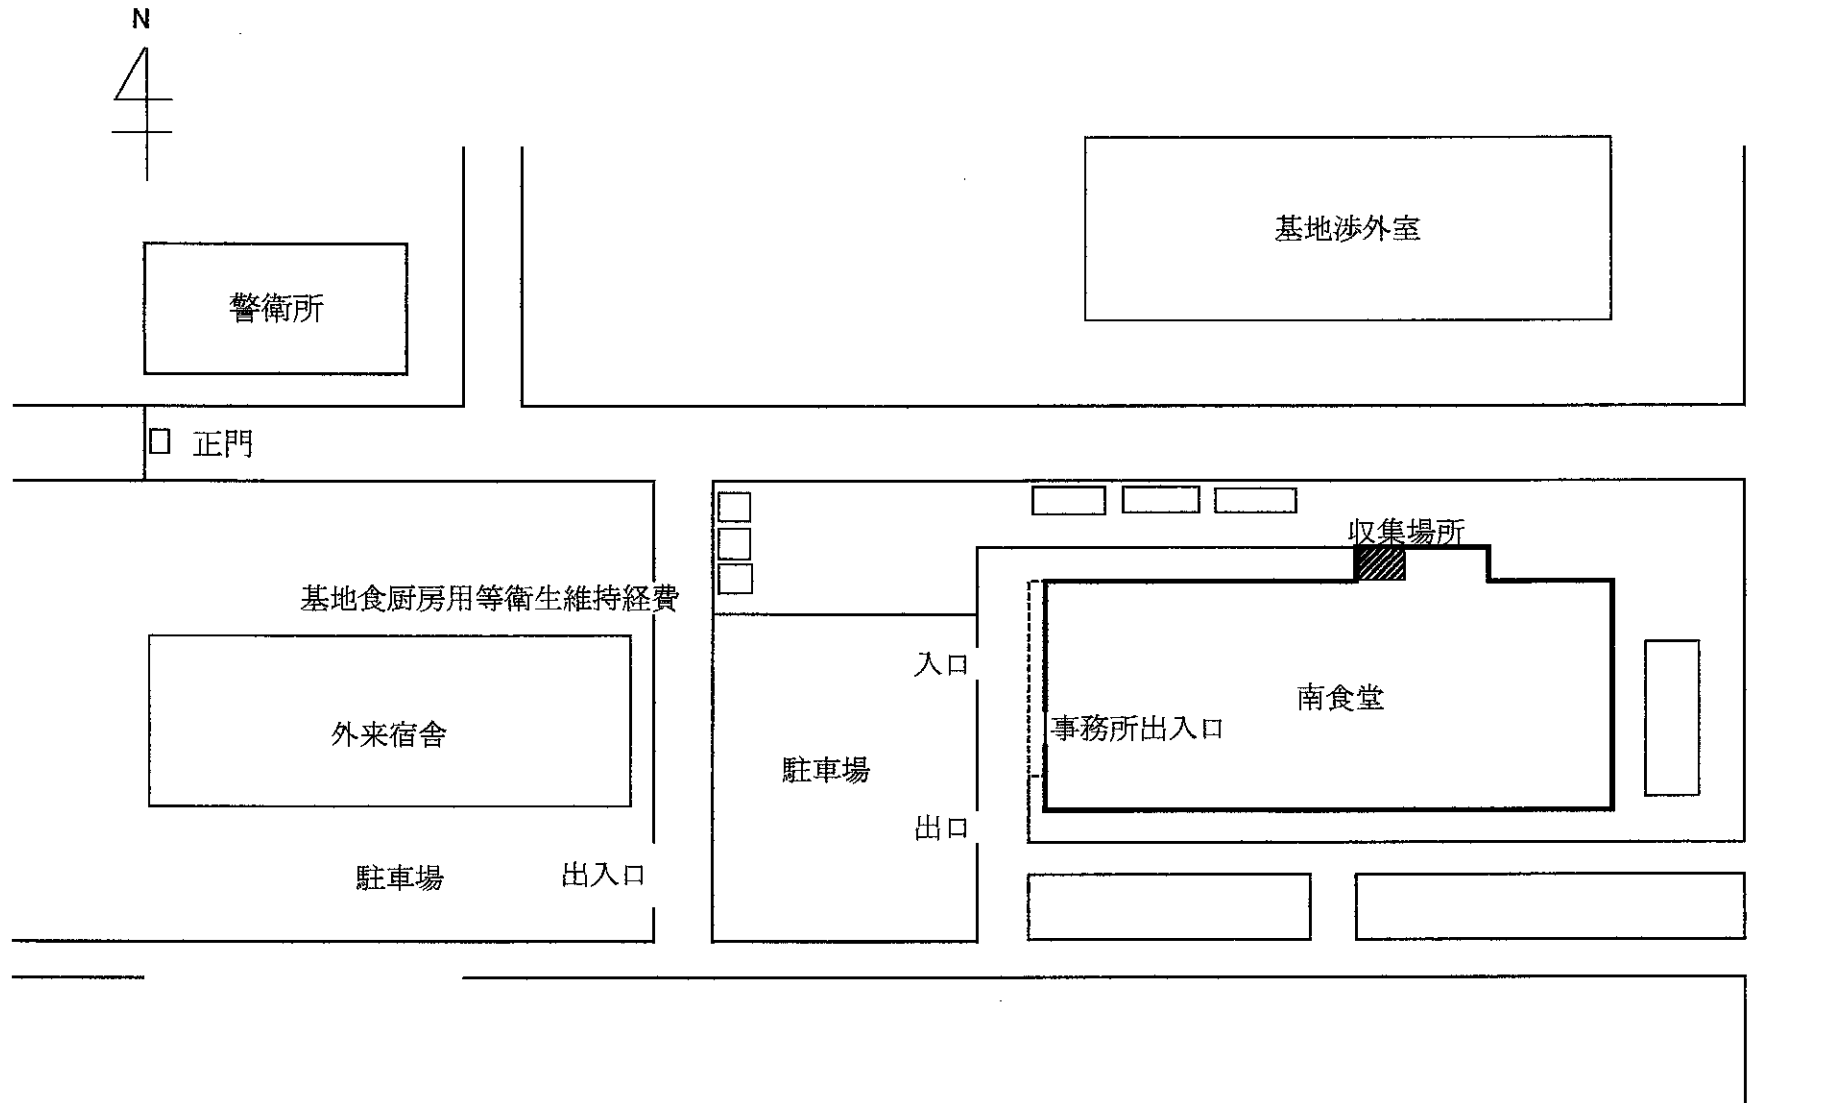 N
基地渉外室
警衛所
正門
収集場所
基地食厨房用等衛生維持経費
入口
南食堂
事務所出入口
外来宿舎
駐車場
出口
駐車場
出入口